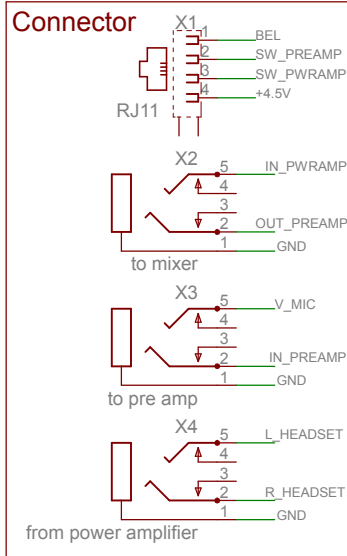 Connector
X1
1 BEL
2 SW_PREAMP
3 SW_PWRAMP
4 +4.5V
RJ11
X2
5 IN_PWRAMP
4
3
2 OUT_PREAMP
1 GND
to mixer
X3
5 V_MIC
4
3
2 IN_PREAMP
1 GND
to pre amp
X4
5 L_HEADSET
4
3
2 R_HEADSET
1 GND
from power amplifier